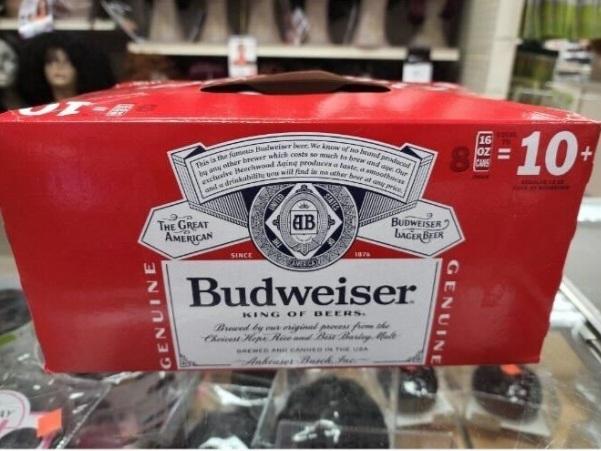 This is the famous Budweiser beer. We know of no brand produced
by any other brewer which costs so much to brew and age. Our
exclusive Beechwood Aging produces a taste, a smoothness
and a drinkability you will find in no other beer at any price.
8 16 OZ CANS = 10+
10
THE GREAT
AMERICAN
AB
BUDWEISER
LAGER BEER
SINCE 1876
AMERICA
GENUINE
GENUINE
Budweiser
KING OF BEERS.
Brewed by our original process from the
Choicest Hops, Rice and Best Barley Malt
BREWED AND CANNED IN THE USA
Anheuser-Busch, Inc.